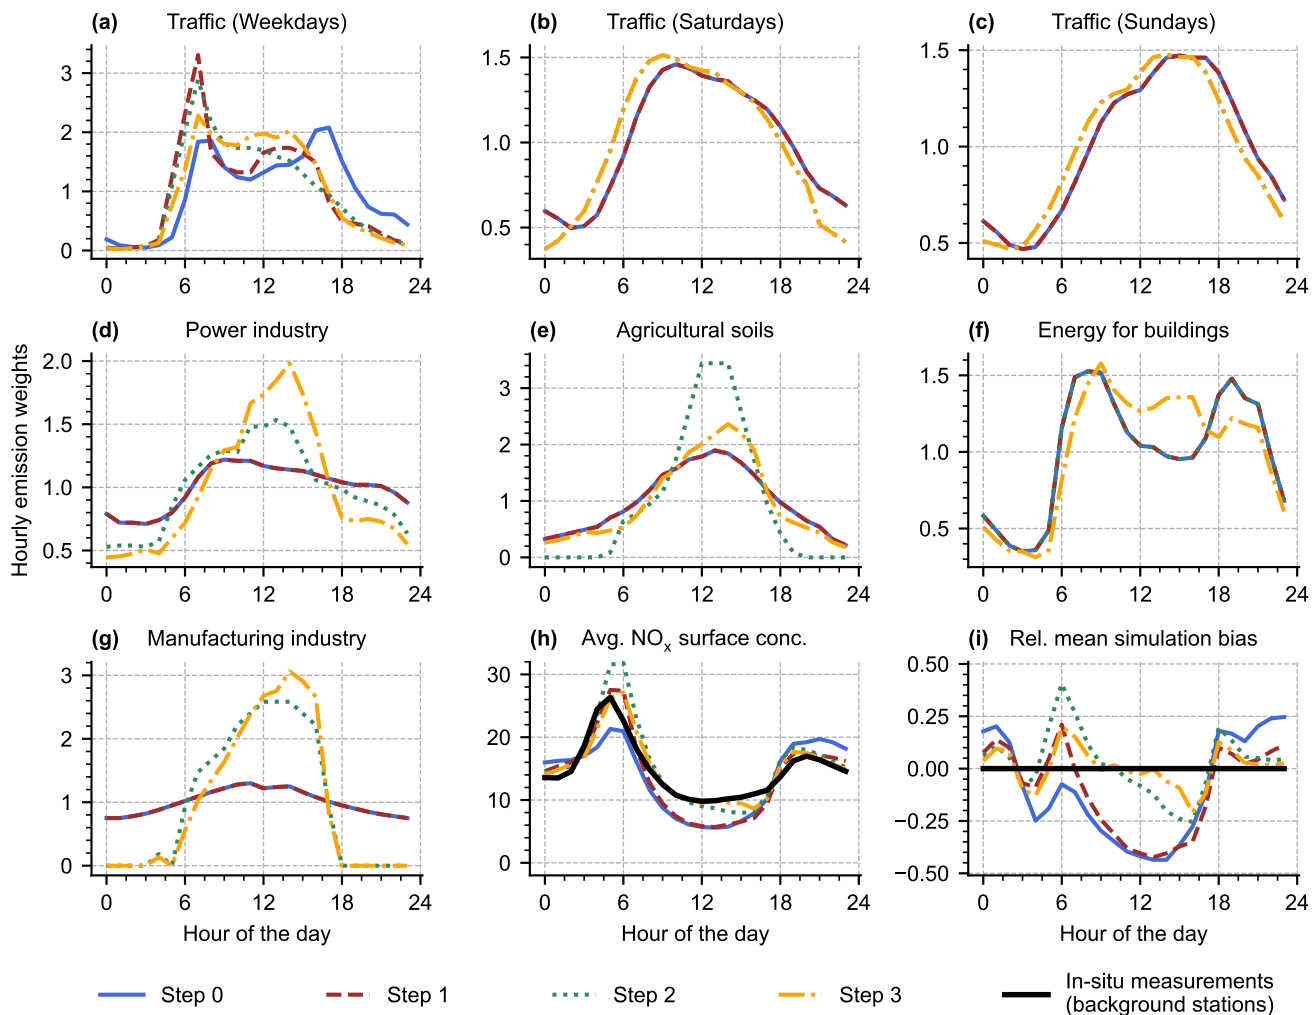 (a) Traffic (Weekdays)
(b) Traffic (Saturdays)
(c) Traffic (Sundays)
3
2
1
0
0 6 12 18 24
1.5
1.0
0.5
0 6 12 18 24
1.5
1.0
0.5
0 6 12 18 24
Hourly emission weights
(d) Power industry
(e) Agricultural soils
(f) Energy for buildings
2.0
1.5
1.0
0.5
0 6 12 18 24
3
2
1
0
0 6 12 18 24
1.5
1.0
0.5
0 6 12 18 24
(g) Manufacturing industry
(h) Avg. NOₓ surface conc.
(i) Rel. mean simulation bias
3
2
1
0
0 6 12 18 24
30
20
10
0
0 6 12 18 24
0.50
0.25
0.00
−0.25
−0.50
0 6 12 18 24
Hour of the day
Hour of the day
Hour of the day
Step 0
Step 1
Step 2
Step 3
In-situ measurements
(background stations)